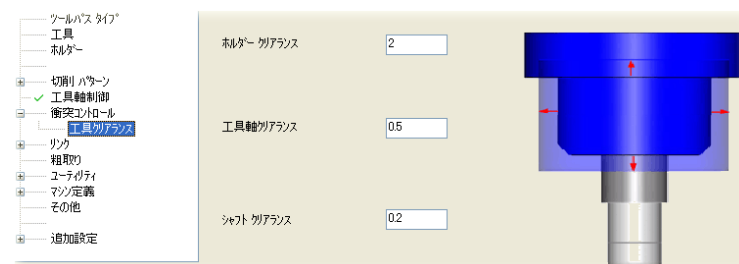 ツールパス タイプ
工具
ホルダー
切削 パターン
工具軸制御
衝突コントロール
工具クリアランス
リンク
粗取り
ユーティリティ
マシン定義
その他
追加設定
ホルダー クリアランス
2
工具軸クリアランス
0.5
シャフト クリアランス
0.2